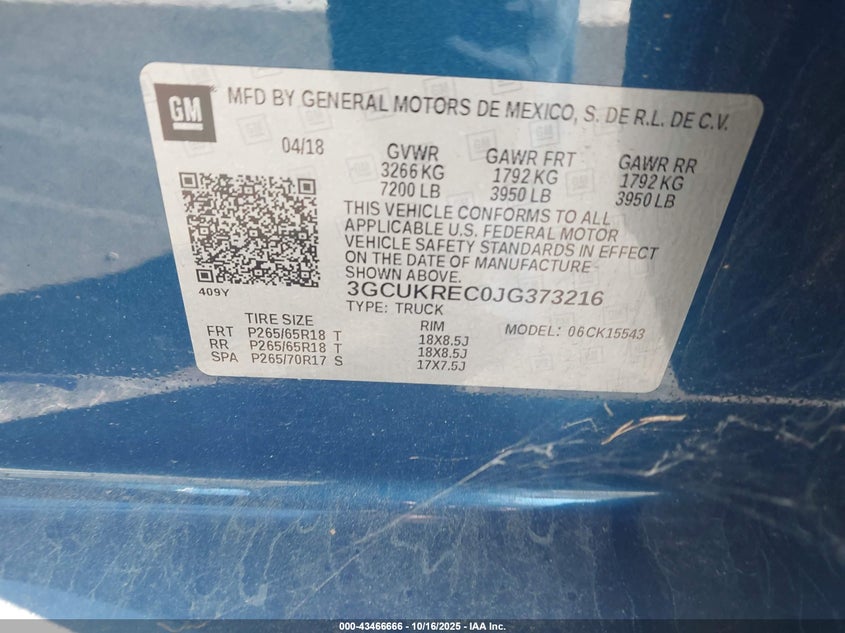 GM
MFD BY GENERAL MOTORS DE MEXICO, S. DE R.L. DE C.V.
04/18 GVWR GAWR FRT GAWR RR
3266 KG 1792 KG 1792 KG
7200 LB 3950 LB 3950 LB
THIS VEHICLE CONFORMS TO ALL
APPLICABLE U.S. FEDERAL MOTOR
VEHICLE SAFETY STANDARDS IN EFFECT
ON THE DATE OF MANUFACTURE
SHOWN ABOVE.
409Y
3GCUKREC0JG373216
TYPE: TRUCK
TIRE SIZE RIM MODEL: 06CK15543
FRT P265/65R18 T 18X8.5J
RR P265/65R18 T 18X8.5J
SPA P265/70R17 S 17X7.5J
000-43466666 - 10/16/2025 - IAA Inc.